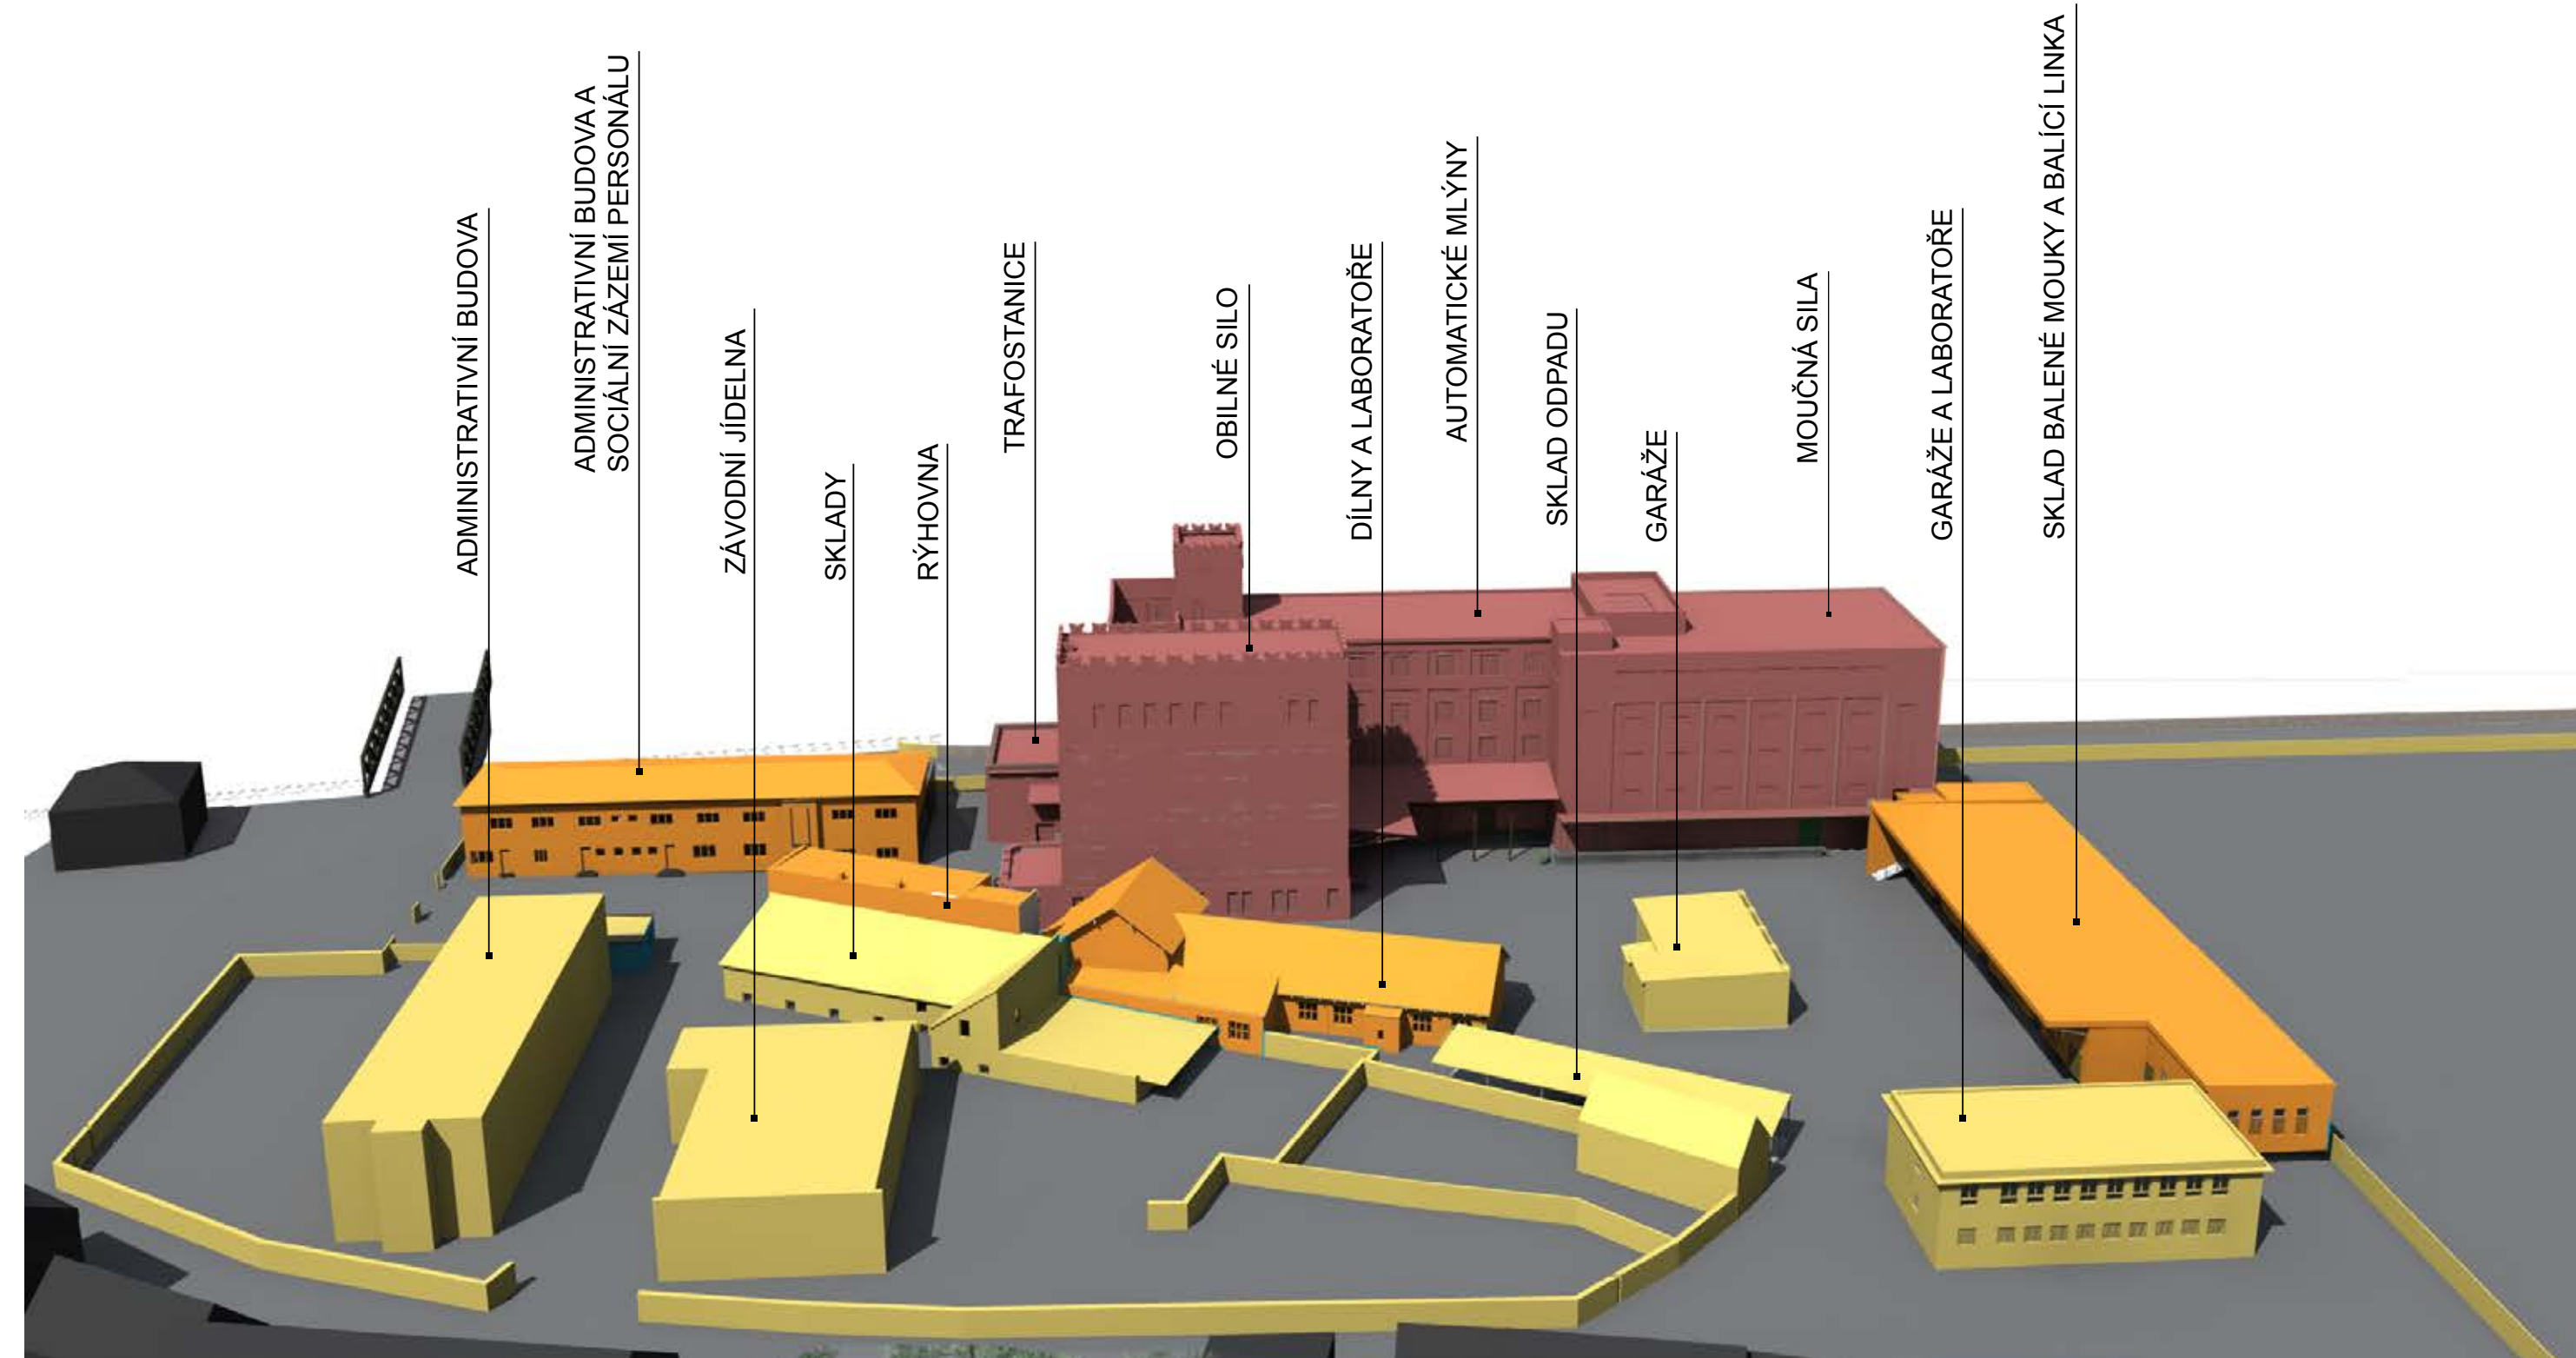 ADMINISTRATIVNÍ BUDOVA
ADMINISTRATIVNÍ BUDOVA A
SOCIÁLNÍ ZÁZEMÍ PERSONÁLU
ZÁVODNÍ JÍDELNA
SKLADY
RÝHOVNA
TRAFOSTANICE
OBILNÉ SILO
DÍLNY A LABORATOŘE
AUTOMATICKÉ MLÝNY
SKLAD ODPADU
GARÁŽE
MOUČNÁ SILA
GARÁŽE A LABORATOŘE
SKLAD BALENÉ MOUKY A BALÍCÍ LINKA